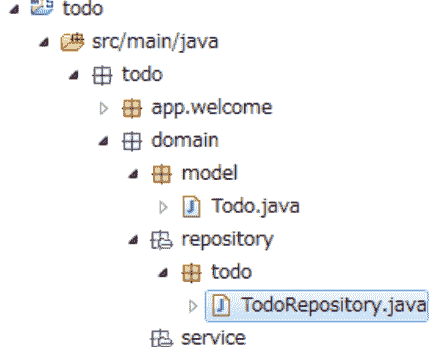 todo
src/main/java
todo
app.welcome
domain
model
Todo.java
repository
todo
TodoRepository.java
service